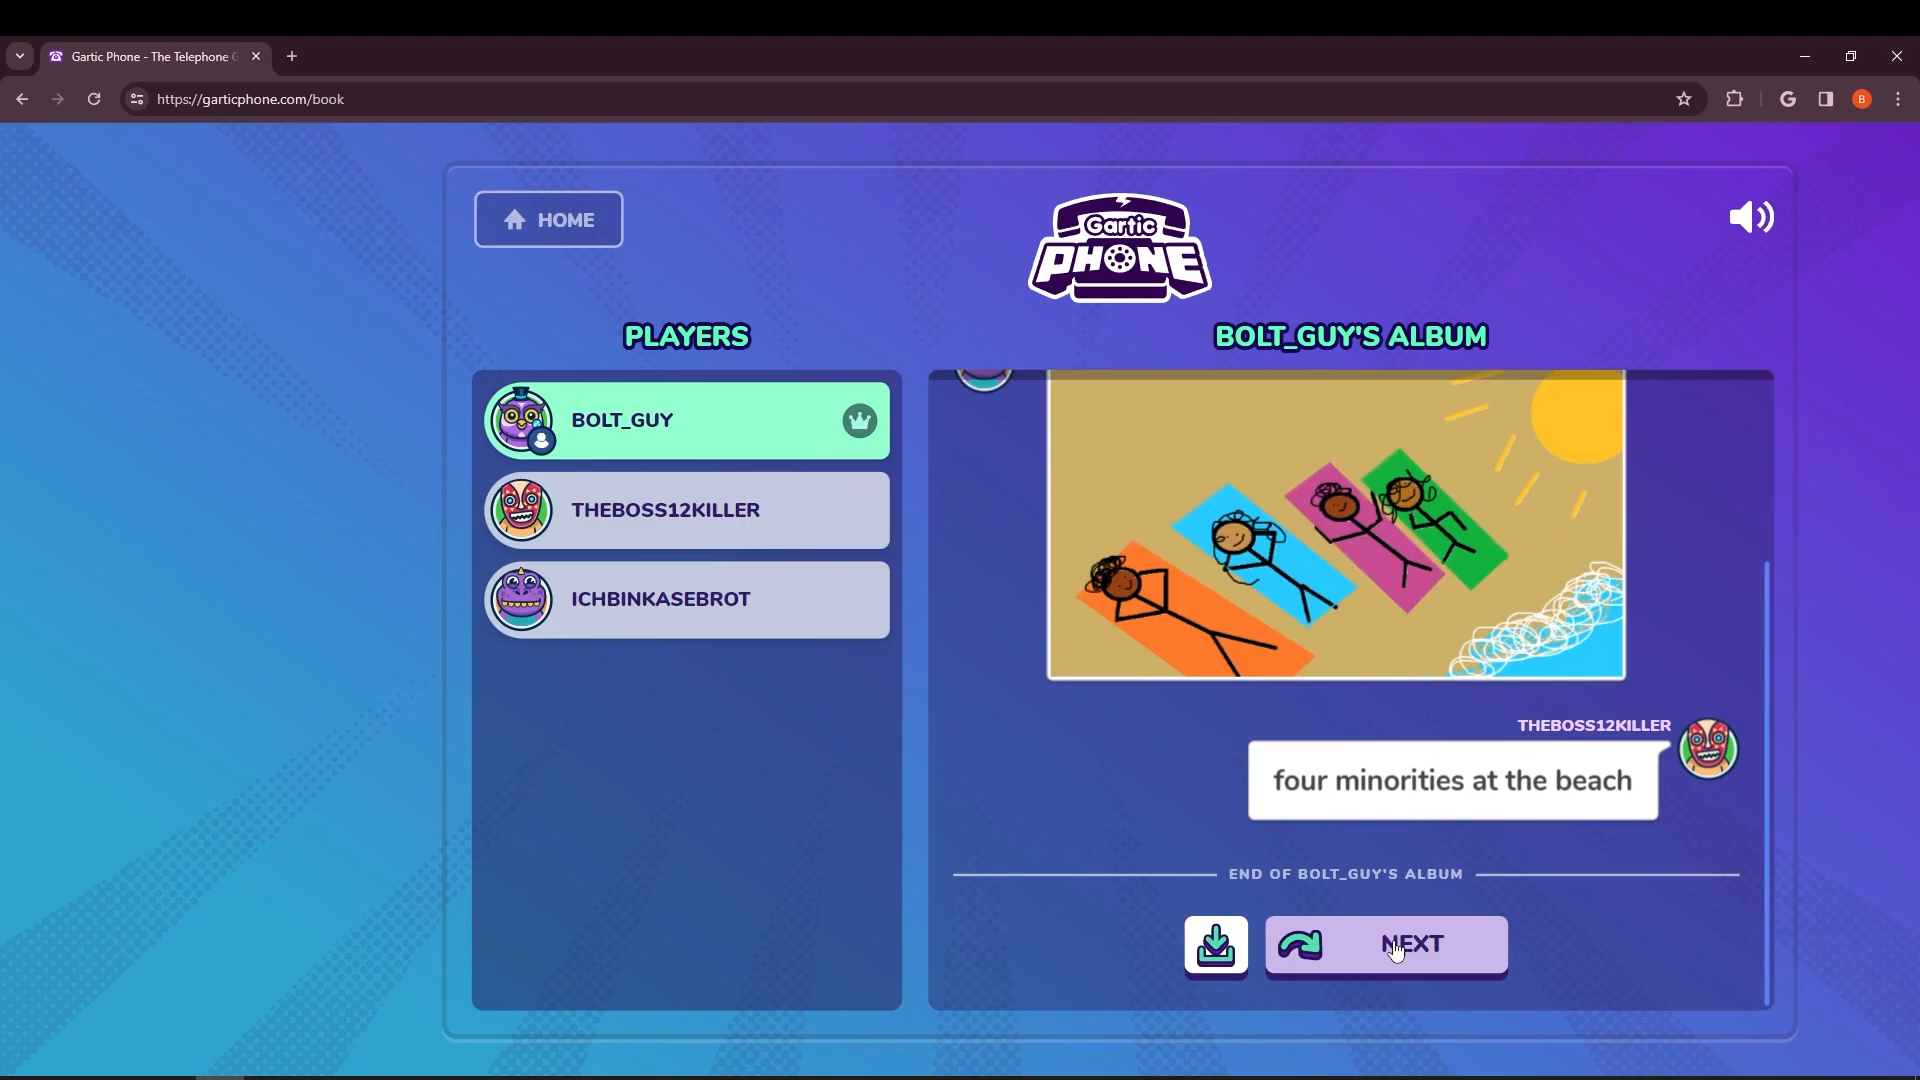 Gartic Phone - The Telephone G
https://garticphone.com/book
HOME
Gartic
PHONE
PLAYERS
BOLT_GUY'S ALBUM
BOLT_GUY
THEBOSS12KILLER
ICHBINKASEBROT
THEBOSS12KILLER
four minorities at the beach
END OF BOLT_GUY'S ALBUM
NEXT
B